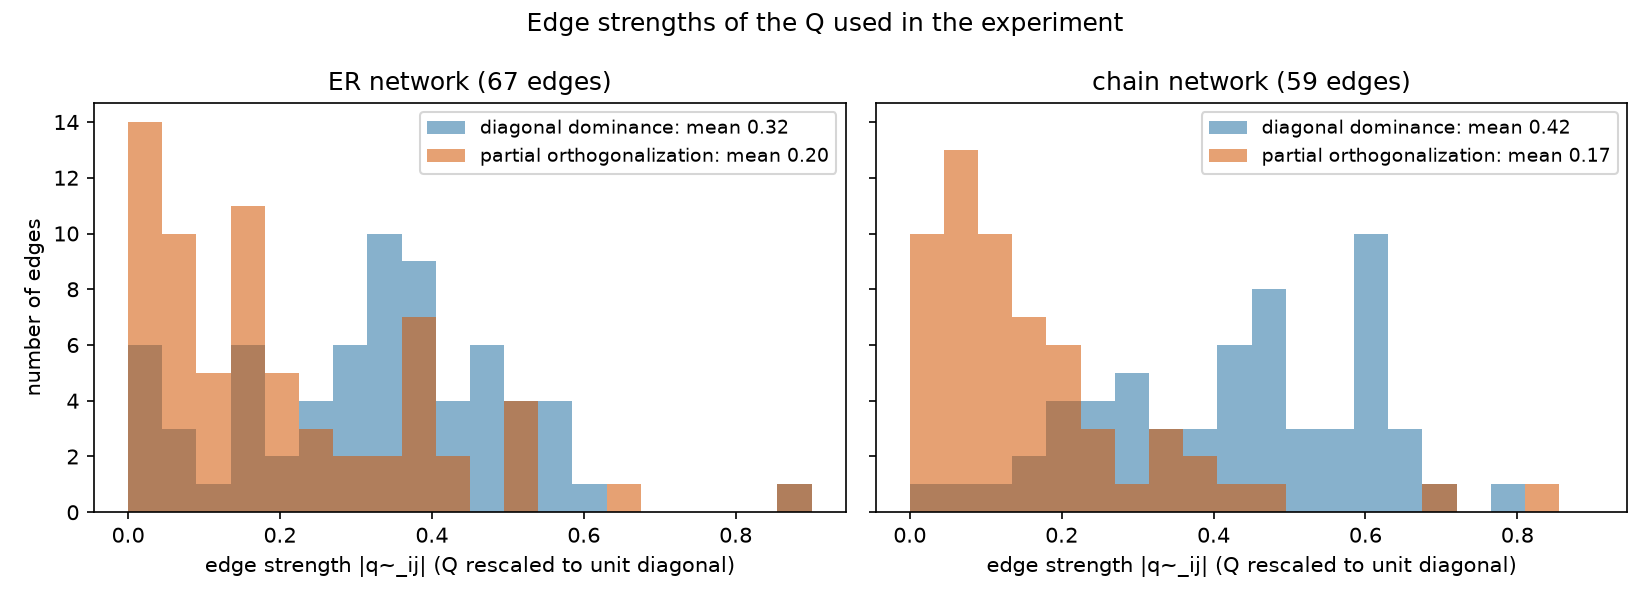 Edge strengths of the Q used in the experiment
ER network (67 edges)
diagonal dominance: mean 0.32
partial orthogonalization: mean 0.20
number of edges
14
12
10
8
6
4
2
0
0.0 0.2 0.4 0.6 0.8
edge strength |q~_ij| (Q rescaled to unit diagonal)
chain network (59 edges)
diagonal dominance: mean 0.42
partial orthogonalization: mean 0.17
0.0 0.2 0.4 0.6 0.8
edge strength |q~_ij| (Q rescaled to unit diagonal)